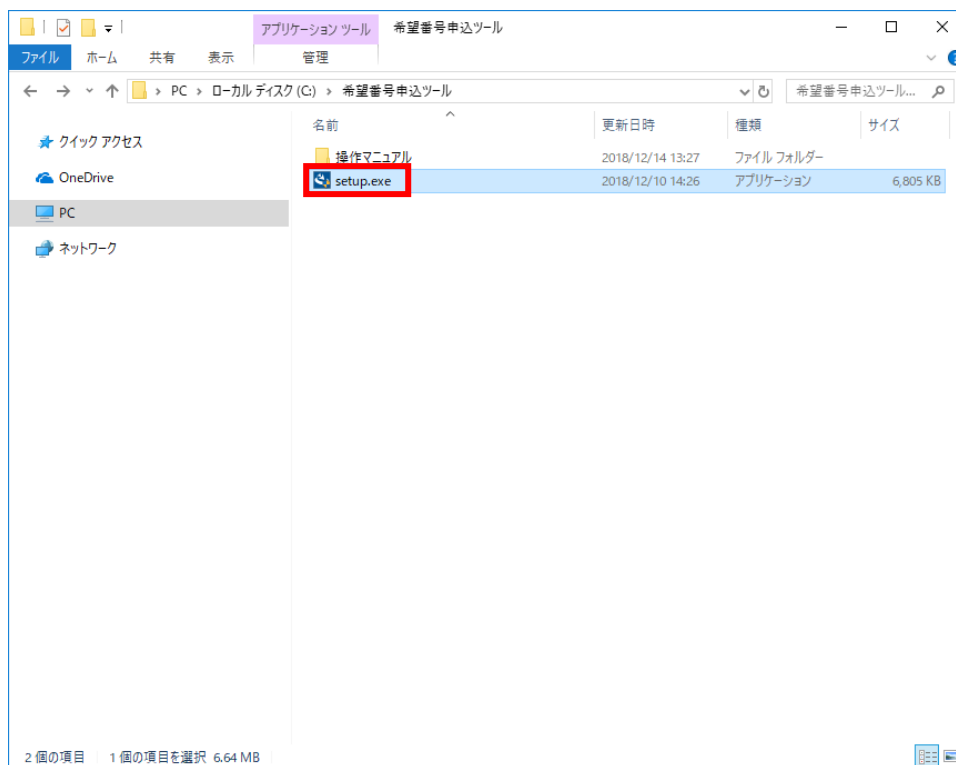 アプリケーション ツール 希望番号申込ツール
ファイル ホーム 共有 表示 管理
PC › ローカル ディスク (C:) › 希望番号申込ツール 希望番号申込ツール...
名前 更新日時 種類 サイズ
クイック アクセス
操作マニュアル 2018/12/14 13:27 ファイル フォルダー
OneDrive
setup.exe 2018/12/10 14:26 アプリケーション 6,805 KB
PC
ネットワーク
2 個の項目 1 個の項目を選択 6.64 MB